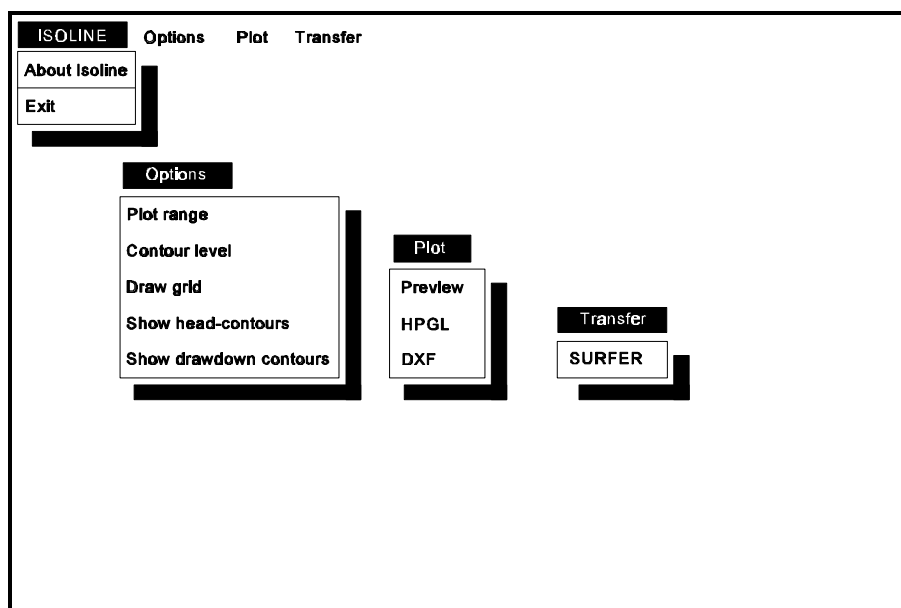 ISOLINE Options Plot Transfer
About Isoline
Exit
Options
Plot range
Contour level
Draw grid
Show head-contours
Show drawdown contours
Plot
Preview
HPGL
DXF
Transfer
SURFER